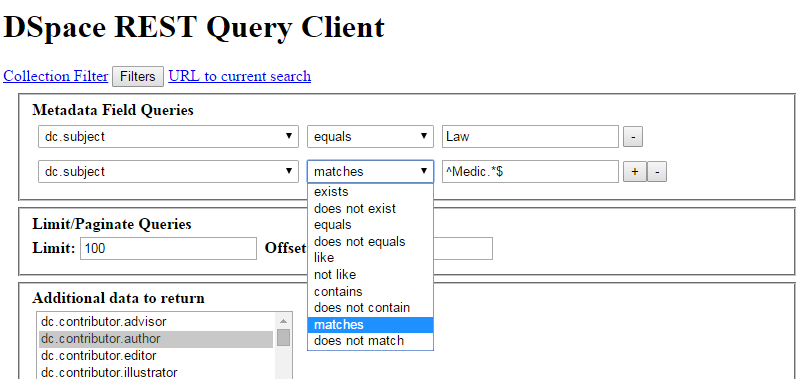 DSpace REST Query Client
Collection Filter Filters URL to current search
Metadata Field Queries
dc.subject equals Law -
dc.subject matches ^Medic.*$ + -
exists
does not exist
equals
does not equals
like
not like
contains
does not contain
matches
does not match
Limit/Paginate Queries
Limit: 100 Offset
Additional data to return
dc.contributor.advisor
dc.contributor.author
dc.contributor.editor
dc.contributor.illustrator